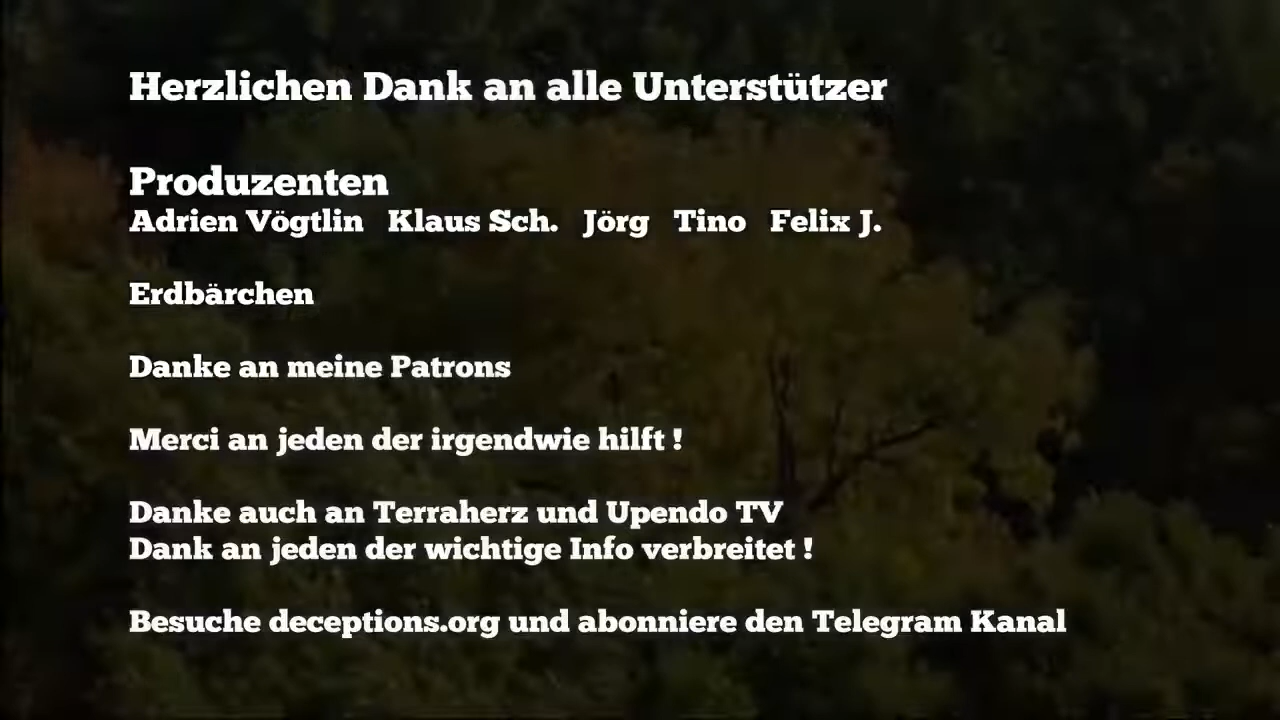 Herzlichen Dank an alle Unterstützer
Produzenten
Adrien Vögtlin Klaus Sch. Jörg Tino Felix J.
Erdbärchen
Danke an meine Patrons
Merci an jeden der irgendwie hilft !
Danke auch an Terraherz und Upendo TV
Dank an jeden der wichtige Info verbreitet !
Besuche deceptions.org und abonniere den Telegram Kanal